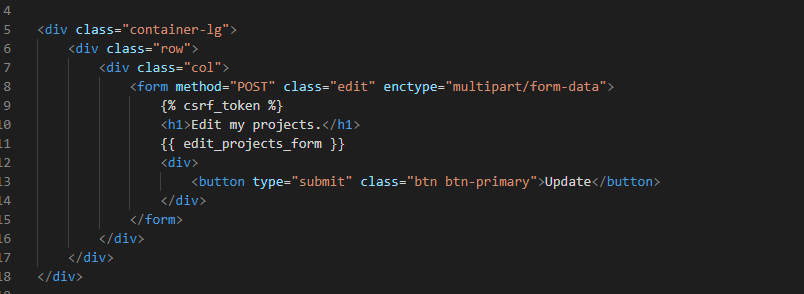 4
5 <div class="container-lg">
6 <div class="row">
7 <div class="col">
8 <form method="POST" class="edit" enctype="multipart/form-data">
9 {% csrf_token %}
10 <h1>Edit my projects.</h1>
11 {{ edit_projects_form }}
12 <div>
13 <button type="submit" class="btn btn-primary">Update</button>
14 </div>
15 </form>
16 </div>
17 </div>
18 </div>